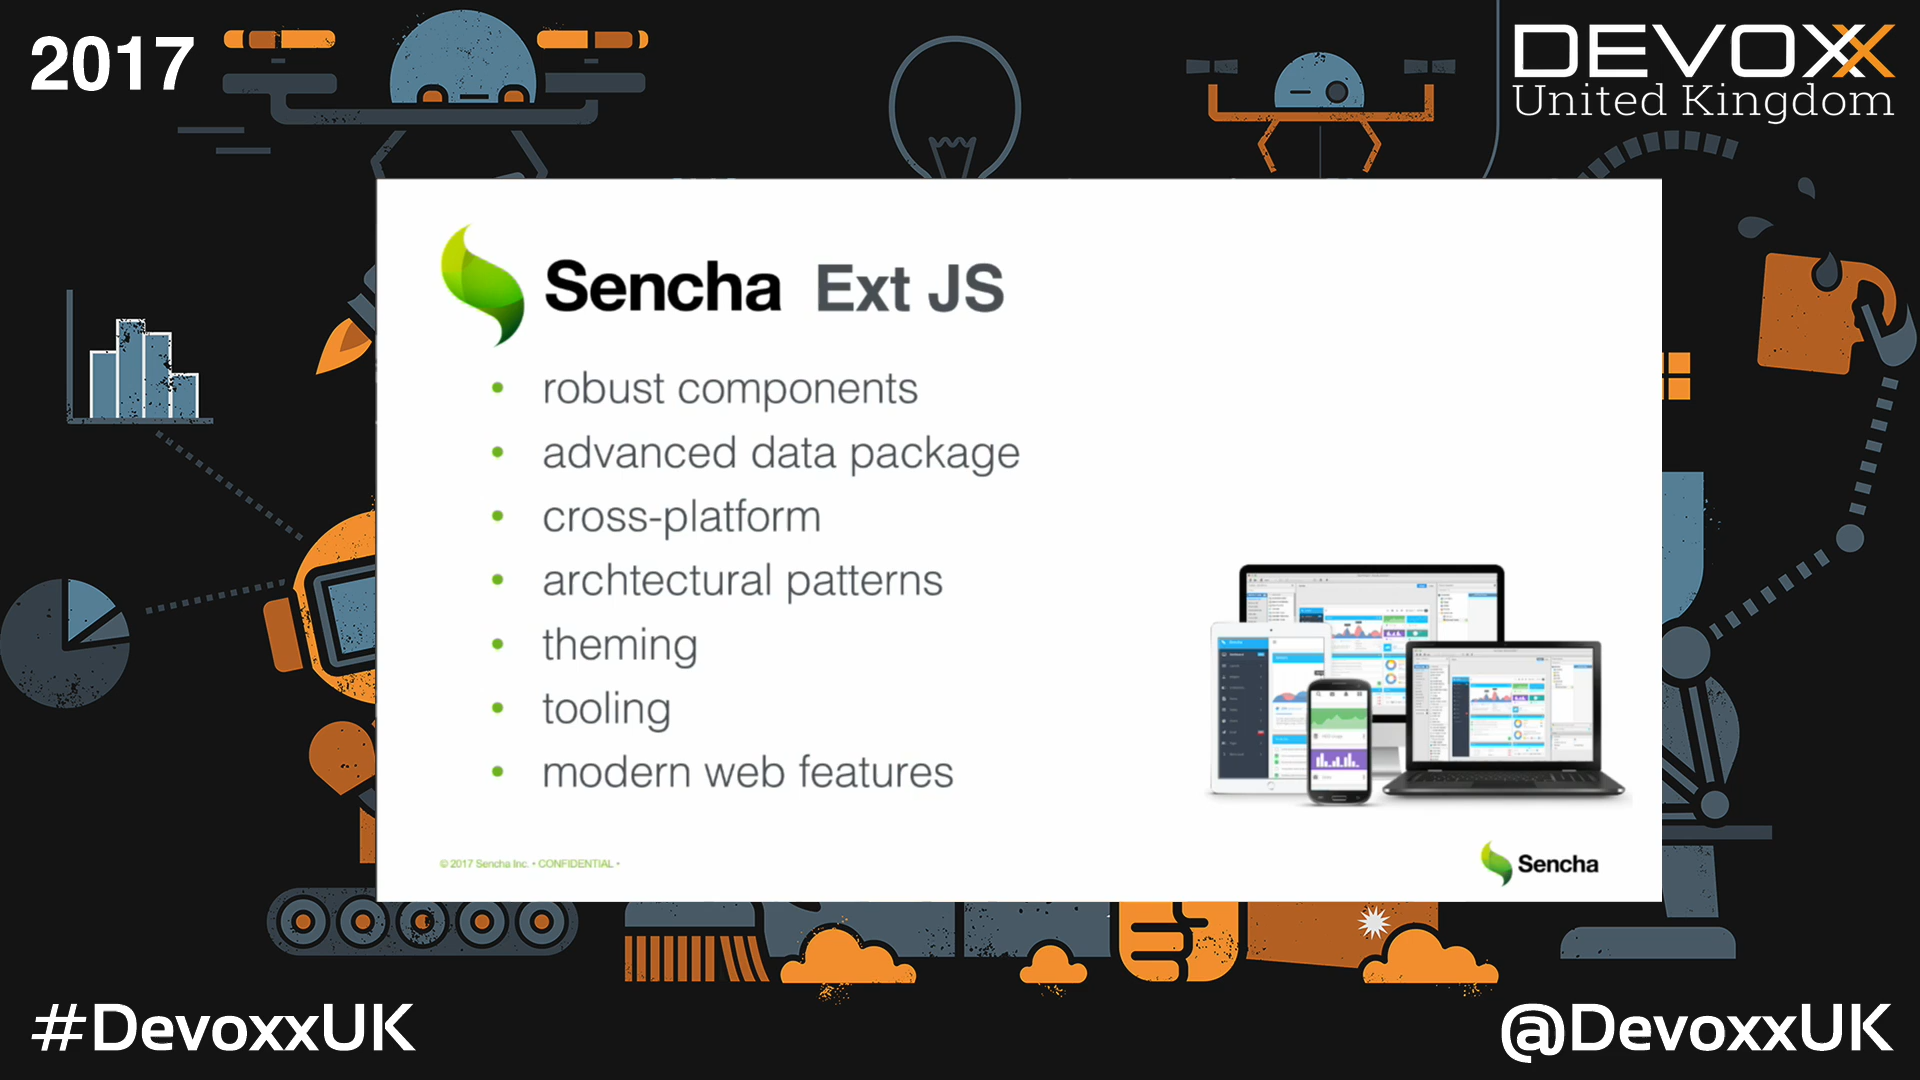 2017
DEVOXX
United Kingdom
Sencha Ext JS
• robust components
• advanced data package
• cross-platform
• archtectural patterns
• theming
• tooling
• modern web features
© 2017 Sencha Inc. • CONFIDENTIAL •
Sencha
#DevoxxUK
@DevoxxUK